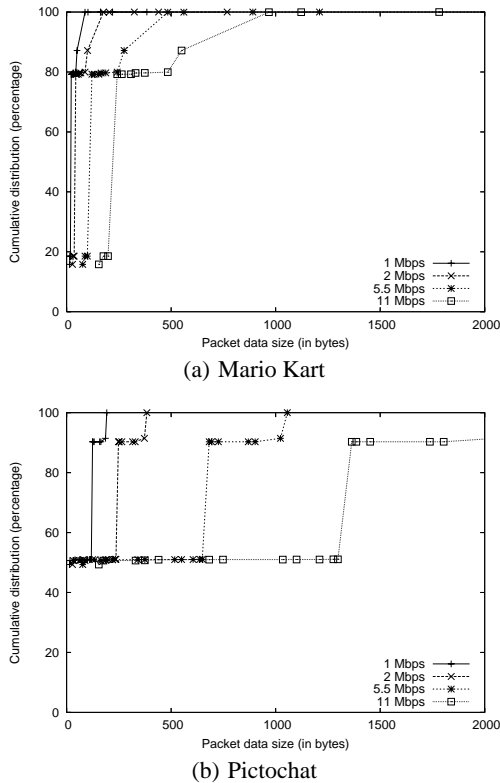 100
80
60
40
20
0
Cumulative distribution (percentage)
1 Mbps
2 Mbps
5.5 Mbps
11 Mbps
0 500 1000 1500 2000
Packet data size (in bytes)
(a) Mario Kart
100
80
60
40
20
0
Cumulative distribution (percentage)
1 Mbps
2 Mbps
5.5 Mbps
11 Mbps
0 500 1000 1500 2000
Packet data size (in bytes)
(b) Pictochat